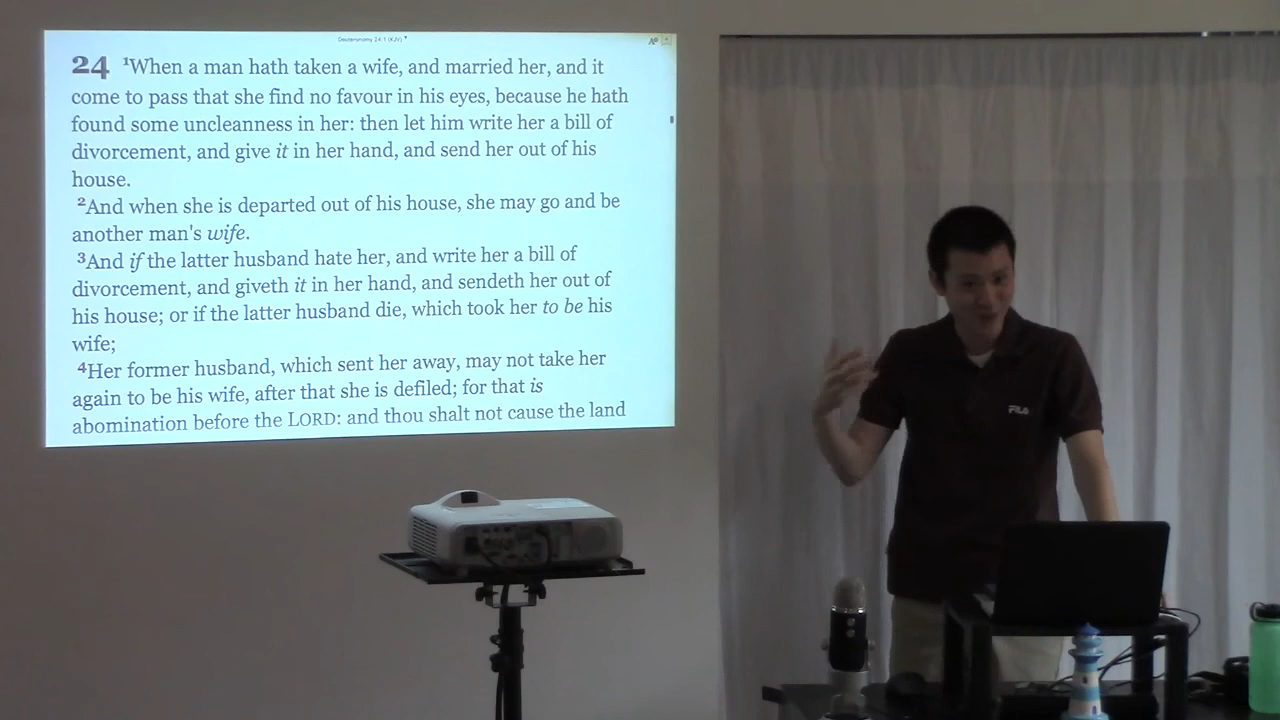 Deuteronomy 24:1 (KJV)
24 1When a man hath taken a wife, and married her, and it
come to pass that she find no favour in his eyes, because he hath
found some uncleanness in her: then let him write her a bill of
divorcement, and give it in her hand, and send her out of his
house.
2And when she is departed out of his house, she may go and be
another man's wife.
3And if the latter husband hate her, and write her a bill of
divorcement, and giveth it in her hand, and sendeth her out of
his house; or if the latter husband die, which took her to be his
wife;
4Her former husband, which sent her away, may not take her
again to be his wife, after that she is defiled; for that is
abomination before the LORD: and thou shalt not cause the land
FILA